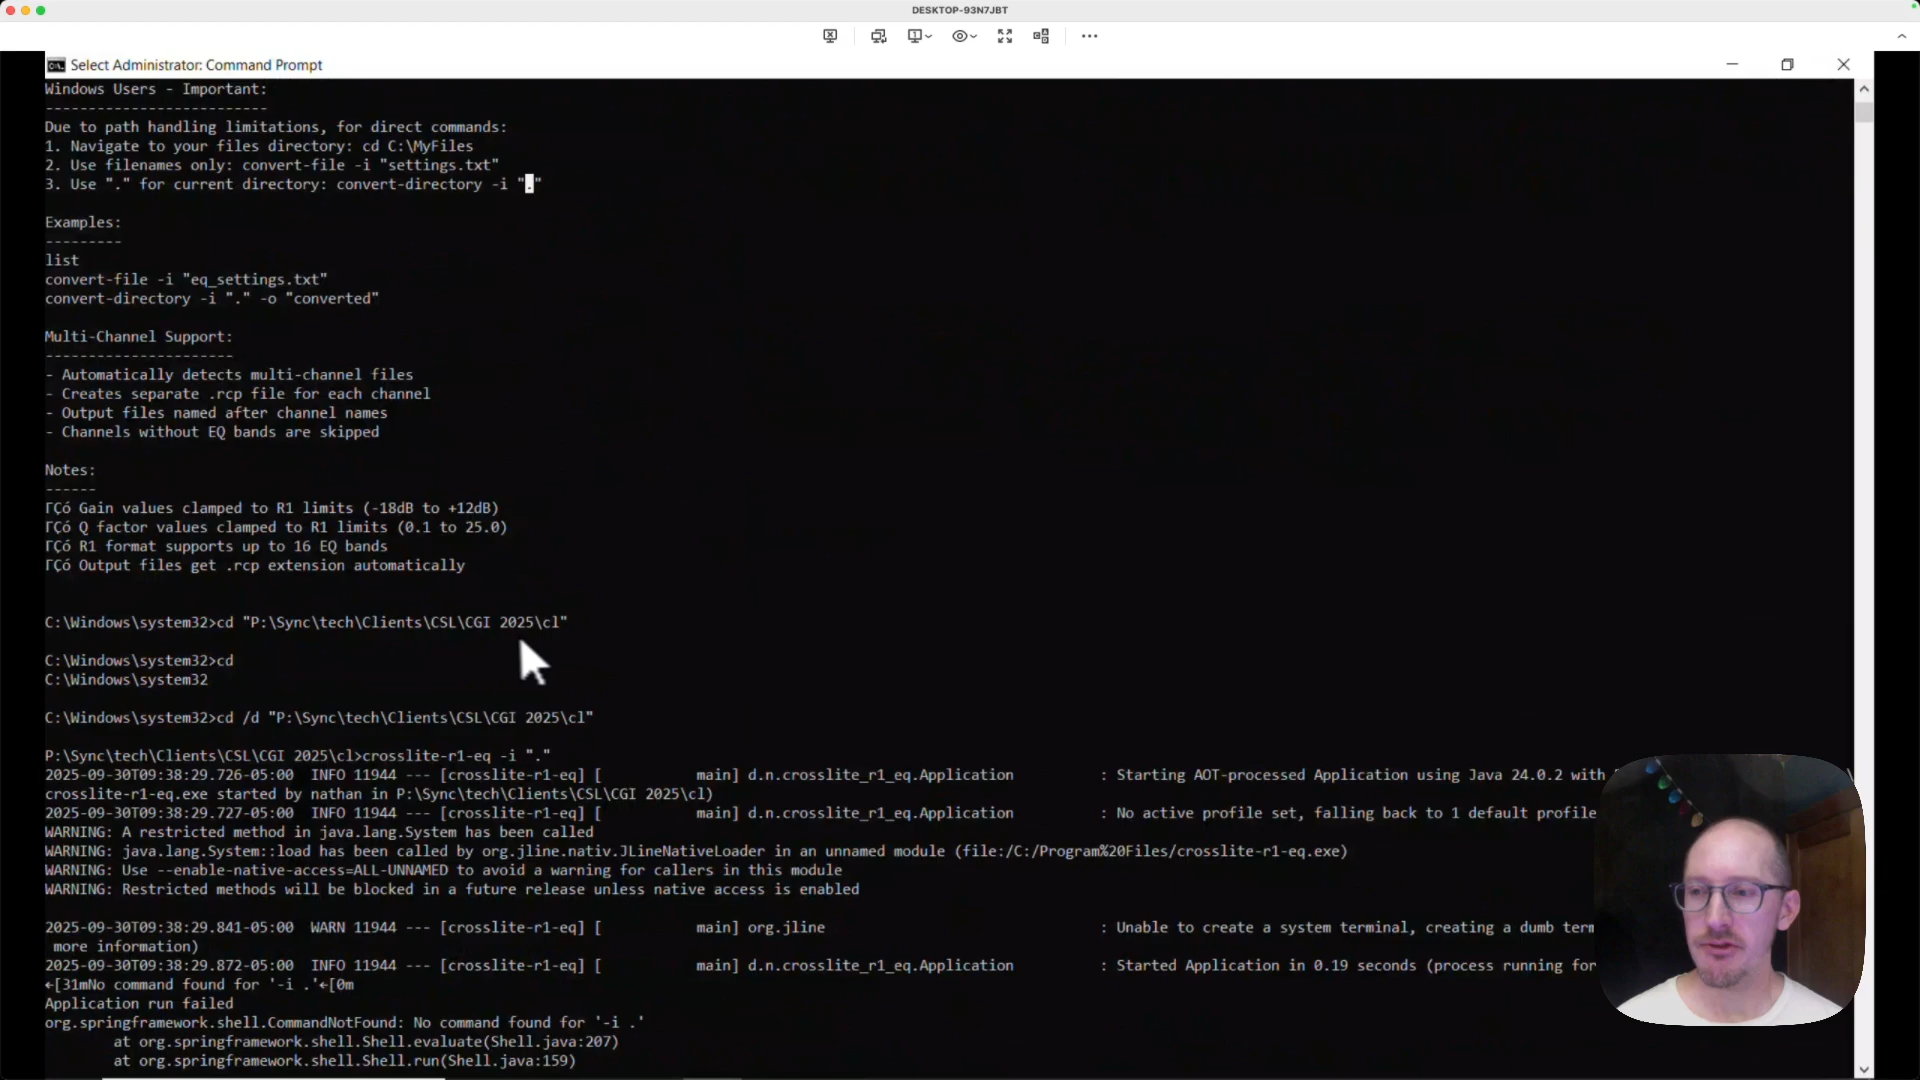 DESKTOP-93N7JBT
Select Administrator: Command Prompt
Windows Users - Important:
--------------------------
Due to path handling limitations, for direct commands:
1. Navigate to your files directory: cd C:\MyFiles
2. Use filenames only: convert-file -i "settings.txt"
3. Use "." for current directory: convert-directory -i "."
Examples:
---------
list
convert-file -i "eq_settings.txt"
convert-directory -i "." -o "converted"
Multi-Channel Support:
----------------------
- Automatically detects multi-channel files
- Creates separate .rcp file for each channel
- Output files named after channel names
- Channels without EQ bands are skipped
Notes:
------
ΓÇó Gain values clamped to R1 limits (-18dB to +12dB)
ΓÇó Q factor values clamped to R1 limits (0.1 to 25.0)
ΓÇó R1 format supports up to 16 EQ bands
ΓÇó Output files get .rcp extension automatically
C:\Windows\system32>cd "P:\Sync\tech\Clients\CSL\CGI 2025\cl"
C:\Windows\system32>cd
C:\Windows\system32
C:\Windows\system32>cd /d "P:\Sync\tech\Clients\CSL\CGI 2025\cl"
P:\Sync\tech\Clients\CSL\CGI 2025\cl>crosslite-r1-eq -i "."
2025-09-30T09:38:29.726-05:00  INFO 11944 --- [crosslite-r1-eq] [           main] d.n.crosslite_r1_eq.Application          : Starting AOT-processed Application using Java 24.0.2 with
crosslite-r1-eq.exe started by nathan in P:\Sync\tech\Clients\CSL\CGI 2025\cl)
2025-09-30T09:38:29.727-05:00  INFO 11944 --- [crosslite-r1-eq] [           main] d.n.crosslite_r1_eq.Application          : No active profile set, falling back to 1 default profile
WARNING: A restricted method in java.lang.System has been called
WARNING: java.lang.System::load has been called by org.jline.nativ.JLineNativeLoader in an unnamed module (file:/C:/Program%20Files/crosslite-r1-eq.exe)
WARNING: Use --enable-native-access=ALL-UNNAMED to avoid a warning for callers in this module
WARNING: Restricted methods will be blocked in a future release unless native access is enabled
2025-09-30T09:38:29.841-05:00  WARN 11944 --- [crosslite-r1-eq] [           main] org.jline                                : Unable to create a system terminal, creating a dumb term
more information)
2025-09-30T09:38:29.872-05:00  INFO 11944 --- [crosslite-r1-eq] [           main] d.n.crosslite_r1_eq.Application          : Started Application in 0.19 seconds (process running for
←[31mNo command found for '-i .'←[0m
Application run failed
org.springframework.shell.CommandNotFound: No command found for '-i .'
at org.springframework.shell.Shell.evaluate(Shell.java:207)
at org.springframework.shell.Shell.run(Shell.java:159)